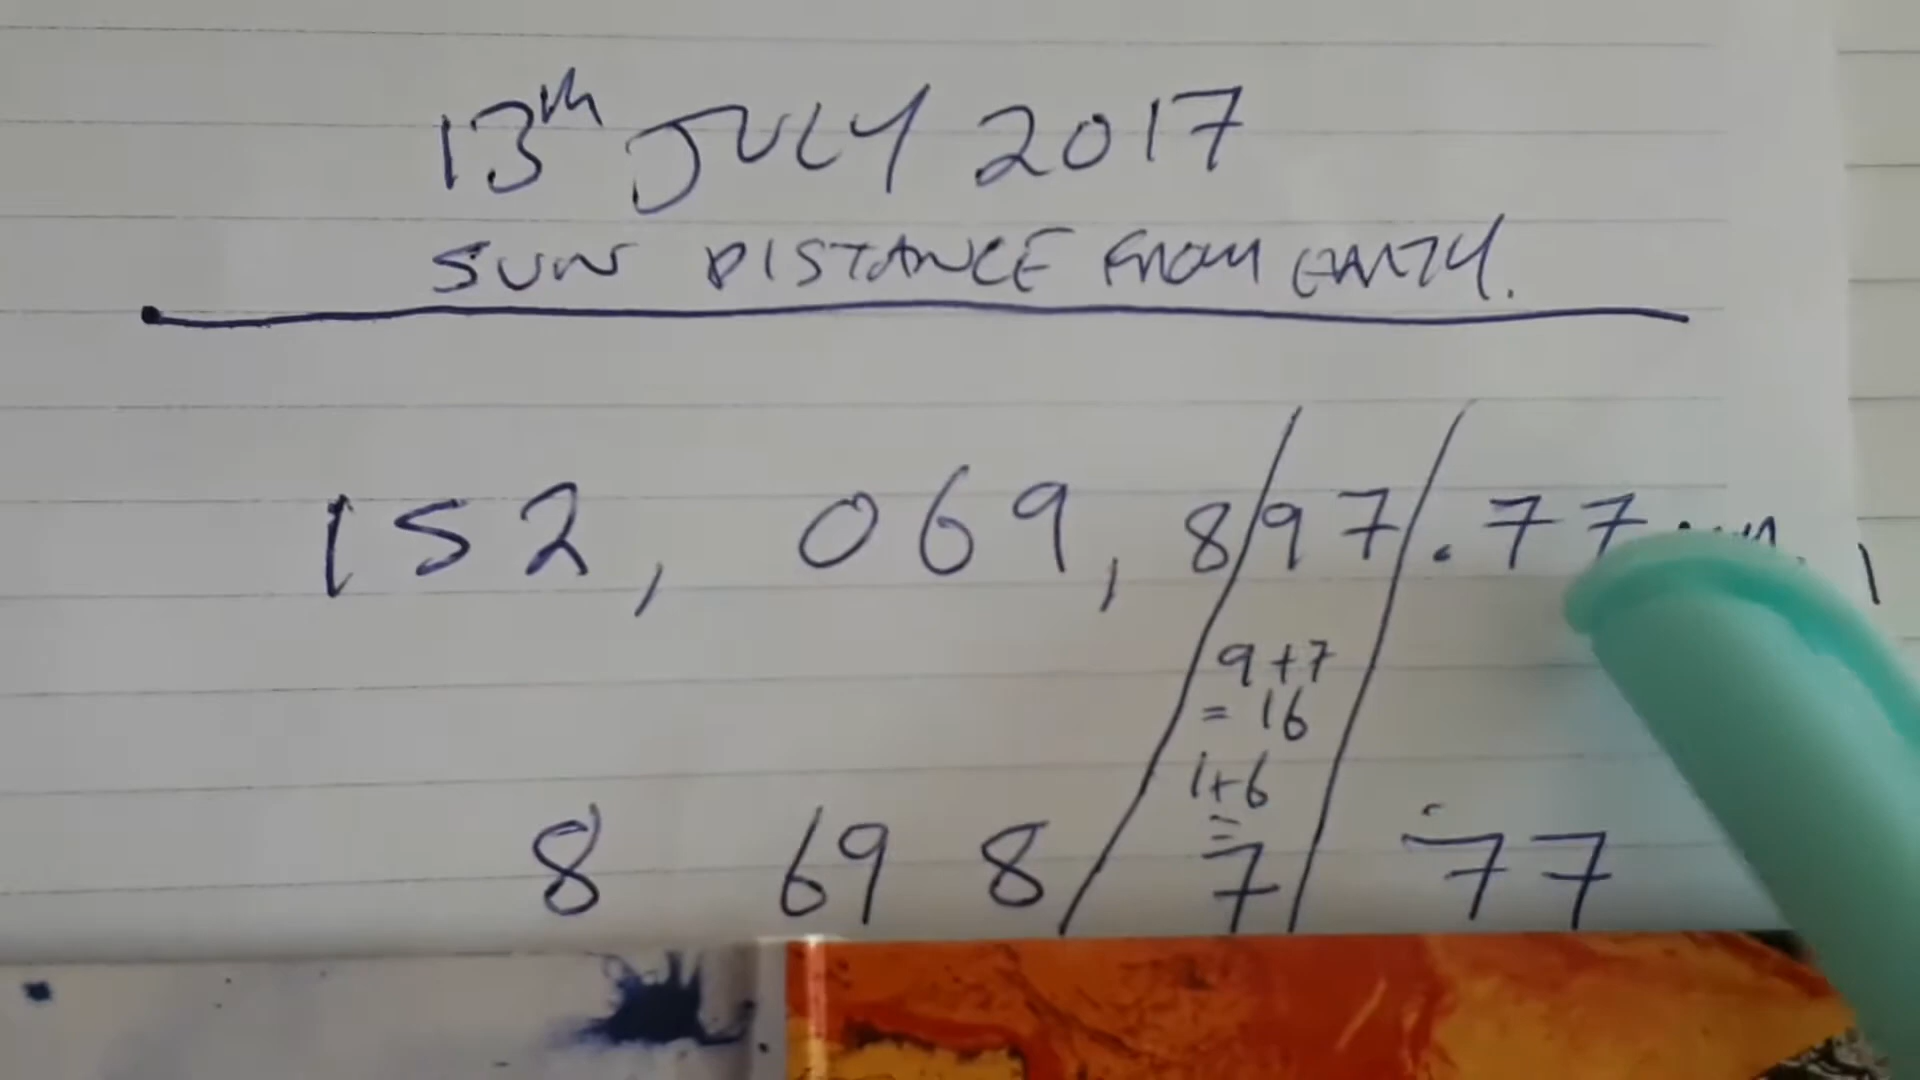 13th JULY 2017
SUN DISTANCE FROM EARTH.
152, 069, 8/97/.77
9+7
= 16
1+6
=
8 69 8/7/77